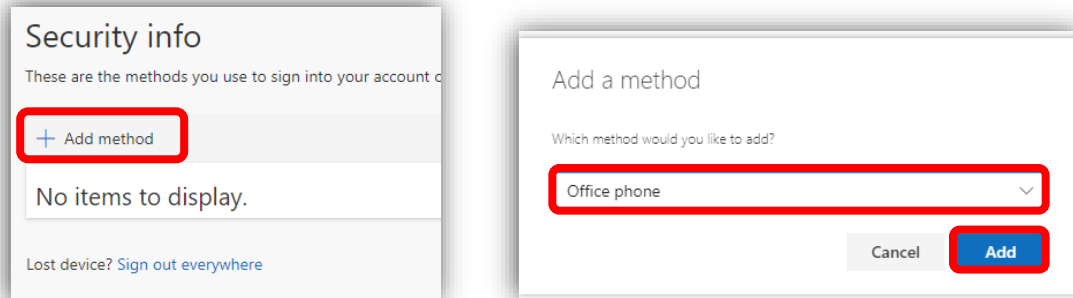 Security info
These are the methods you use to sign into your account
+ Add method
No items to display.
Lost device? Sign out everywhere
Add a method
Which method would you like to add?
Office phone
Cancel
Add